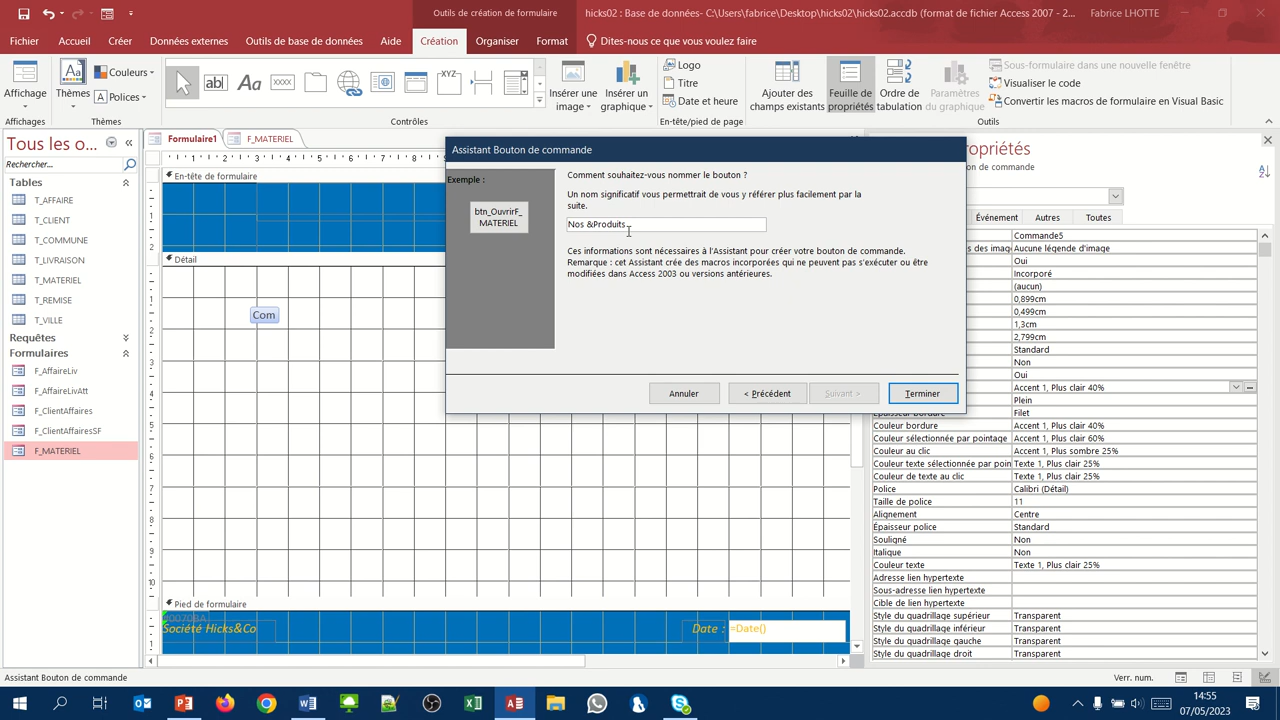 Outils de création de formulaire
hicks02 : Base de données- C:\Users\fabrice\Desktop\hicks02\hicks02.accdb (format de fichier Access 2007 - 2...
Fabrice LHOTTE
Fichier
Accueil
Créer
Données externes
Outils de base de données
Aide
Création
Organiser
Format
Dites-nous ce que vous voulez faire
Affichage
Thèmes
Couleurs
Polices
Insérer une image
Insérer un graphique
Logo
Titre
Date et heure
Ajouter des champs existants
Feuille de propriétés
Ordre de tabulation
Paramètres du graphique
Sous-formulaire dans une nouvelle fenêtre
Visualiser le code
Convertir les macros de formulaire en Visual Basic
Affichages
Thèmes
Contrôles
En-tête/pied de page
Outils
Tous les o...
Rechercher...
Tables
T_AFFAIRE
T_CLIENT
T_COMMUNE
T_LIVRAISON
T_MATERIEL
T_REMISE
T_VILLE
Requêtes
Formulaires
F_AffaireLiv
F_AffaireLivAtt
F_ClientAffaires
F_ClientAffairesSF
F_MATERIEL
Formulaire1
F_MATERIEL
En-tête de formulaire
Détail
Com
Pied de formulaire
Société Hicks&Co
Date :
=Date()
Assistant Bouton de commande
Exemple :
btn_OuvrirF_
MATERIEL
Comment souhaitez-vous nommer le bouton ?
Un nom significatif vous permettrait de vous y référer plus facilement par la
suite.
Nos &Produits
Ces informations sont nécessaires à l'Assistant pour créer votre bouton de commande.
Remarque : cet Assistant crée des macros incorporées qui ne peuvent pas s'exécuter ou être
modifiées dans Access 2003 ou versions antérieures.
Annuler
< Précédent
Suivant >
Terminer
ropriétés
on de commande
Événement
Autres
Toutes
Commande5
s des imag Aucune légende d'image
Oui
Incorporé
(aucun)
0,899cm
0,499cm
1,3cm
2,799cm
Standard
Non
Oui
Accent 1, Plus clair 40%
Plein
Épaisseur bordure Filet
Couleur bordure Accent 1, Plus clair 40%
Couleur sélectionnée par pointage Accent 1, Plus clair 60%
Couleur au clic Accent 1, Plus sombre 25%
Couleur texte sélectionnée par poin Texte 1, Plus clair 25%
Couleur de texte au clic Texte 1, Plus clair 25%
Police Calibri (Détail)
Taille de police 11
Alignement Centre
Épaisseur police Standard
Souligné Non
Italique Non
Couleur texte Texte 1, Plus clair 25%
Adresse lien hypertexte
Sous-adresse lien hypertexte
Cible de lien hypertexte
Style du quadrillage supérieur Transparent
Style du quadrillage inférieur Transparent
Style du quadrillage gauche Transparent
Style du quadrillage droit Transparent
Assistant Bouton de commande
Verr. num.
14:55
07/05/2023